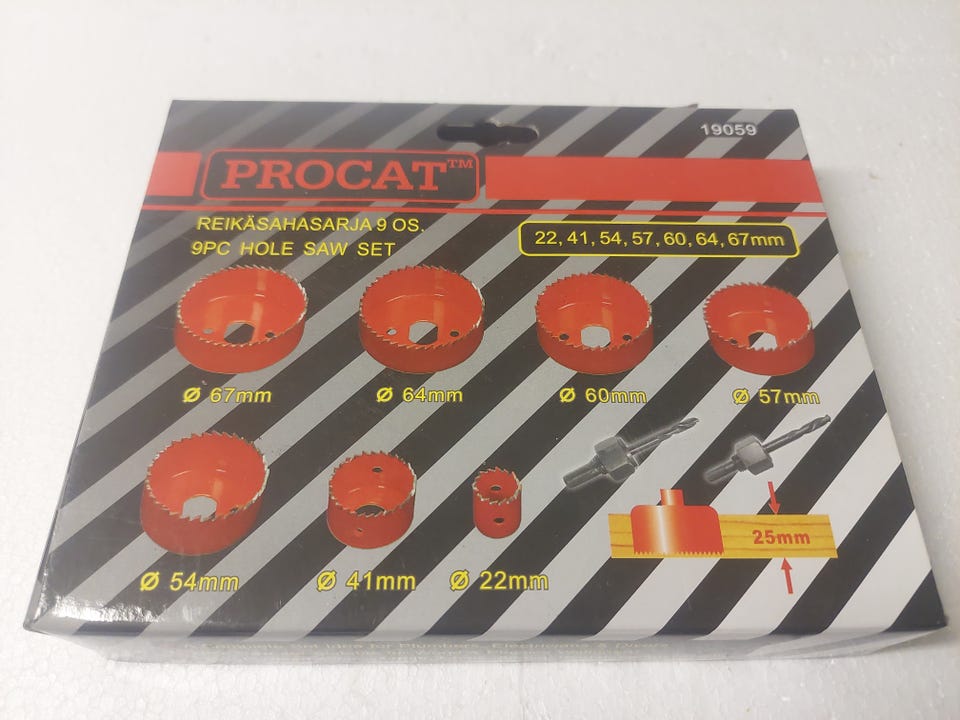 19059
PROCAT™
REIKÄSAHASARJA 9 OS.
9PC HOLE SAW SET
22, 41, 54, 57, 60, 64, 67mm
Ø 67mm
Ø 64mm
Ø 60mm
Ø 57mm
25mm
Ø 54mm
Ø 41mm
Ø 22mm